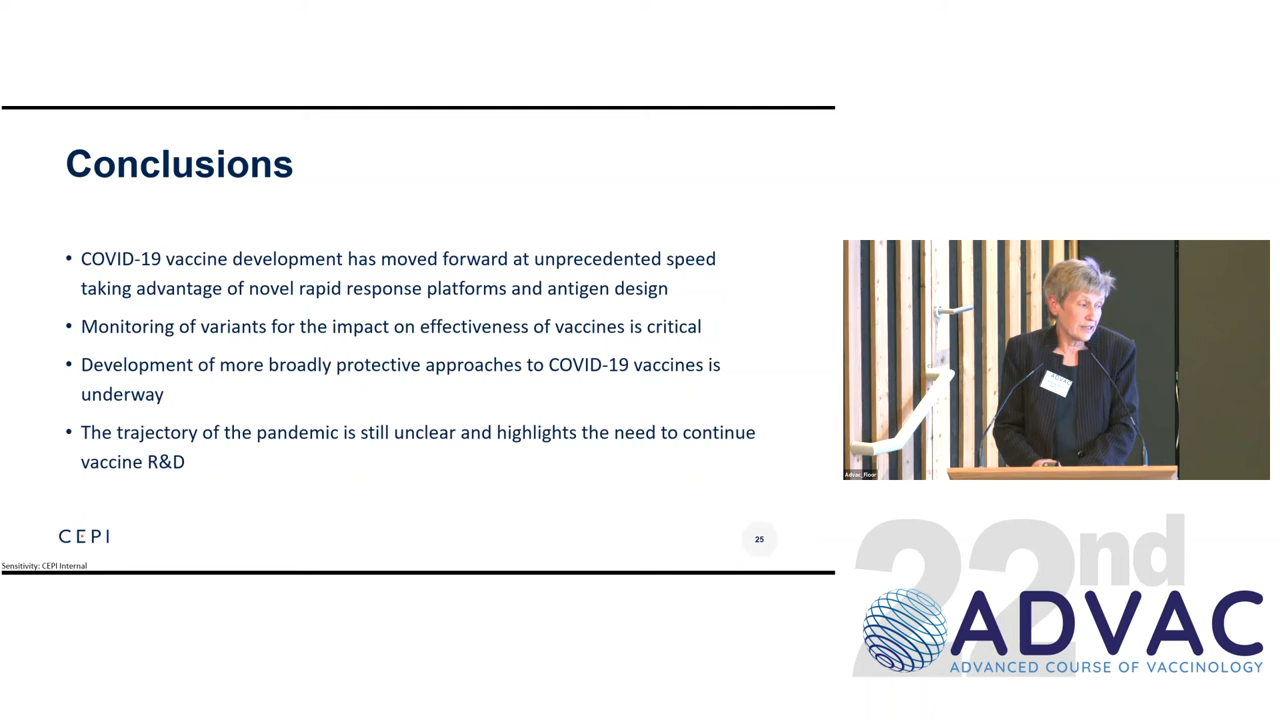 Conclusions
• COVID-19 vaccine development has moved forward at unprecedented speed
taking advantage of novel rapid response platforms and antigen design
• Monitoring of variants for the impact on effectiveness of vaccines is critical
• Development of more broadly protective approaches to COVID-19 vaccines is
underway
• The trajectory of the pandemic is still unclear and highlights the need to continue
vaccine R&D
CEPI
25
Sensitivity: CEPI Internal
ADVAC
Advac_Floor
22nd
ADVAC
ADVANCED COURSE OF VACCINOLOGY